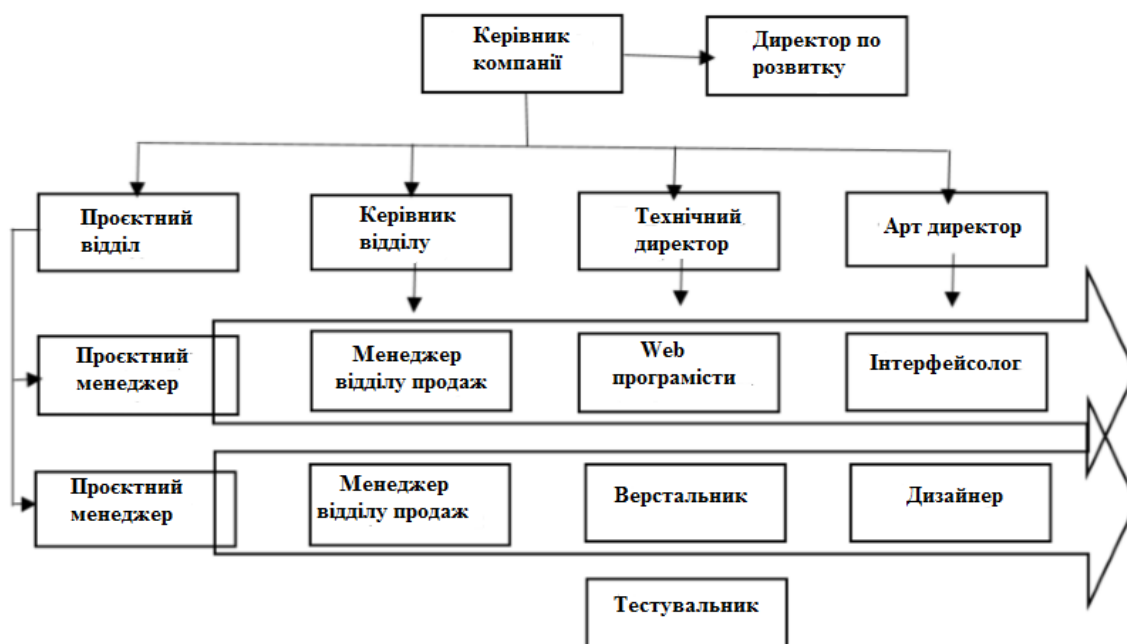 Керівник
компанії
Директор по
розвитку
Проєктний
відділ
Керівник
відділу
Технічний
директор
Арт директор
Проєктний
менеджер
Менеджер
відділу продаж
Web
програмісти
Інтерфейсолог
Проєктний
менеджер
Менеджер
відділу продаж
Верстальник
Дизайнер
Тестувальник